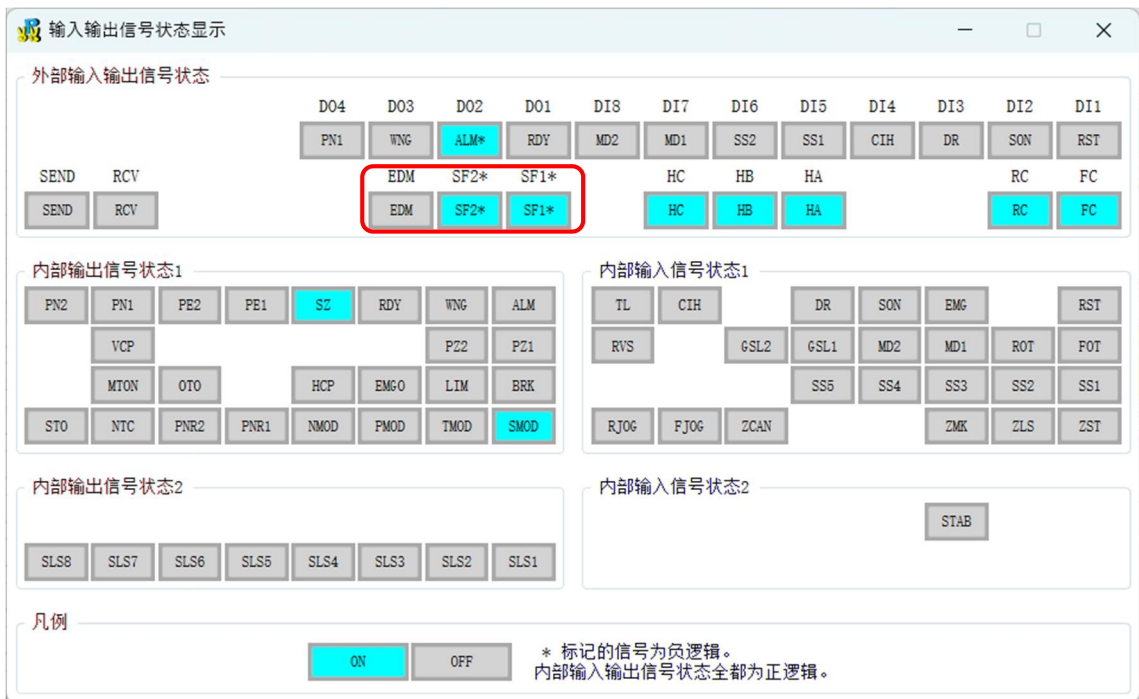 输入输出信号状态显示
外部输入输出信号状态
DO4 DO3 DO2 DO1 DI8 DI7 DI6 DI5 DI4 DI3 DI2 DI1
PN1 WNG ALM* RDY MD2 MD1 SS2 SS1 CIH DR SON RST
SEND RCV EDM SF2* SF1* HC HB HA RC FC
SEND RCV EDM SF2* SF1* HC HB HA RC FC
内部输出信号状态1
PN2 PN1 PE2 PE1 SZ RDY WNG ALM
VCP PZ2 PZ1
MTON OTO HCP EMGO LIM BRK
STO NTC PNR2 PNR1 NMOD PMOD TMOD SMOD
内部输入信号状态1
TL CIH DR SON EMG RST
RVS GSL2 GSL1 MD2 MD1 ROT FOT
SS5 SS4 SS3 SS2 SS1
RJOG FJOG ZCAN ZMK ZLS ZST
内部输出信号状态2
SLS8 SLS7 SLS6 SLS5 SLS4 SLS3 SLS2 SLS1
内部输入信号状态2
STAB
凡例
ON OFF
* 标记的信号为负逻辑。
内部输入输出信号状态全都为正逻辑。